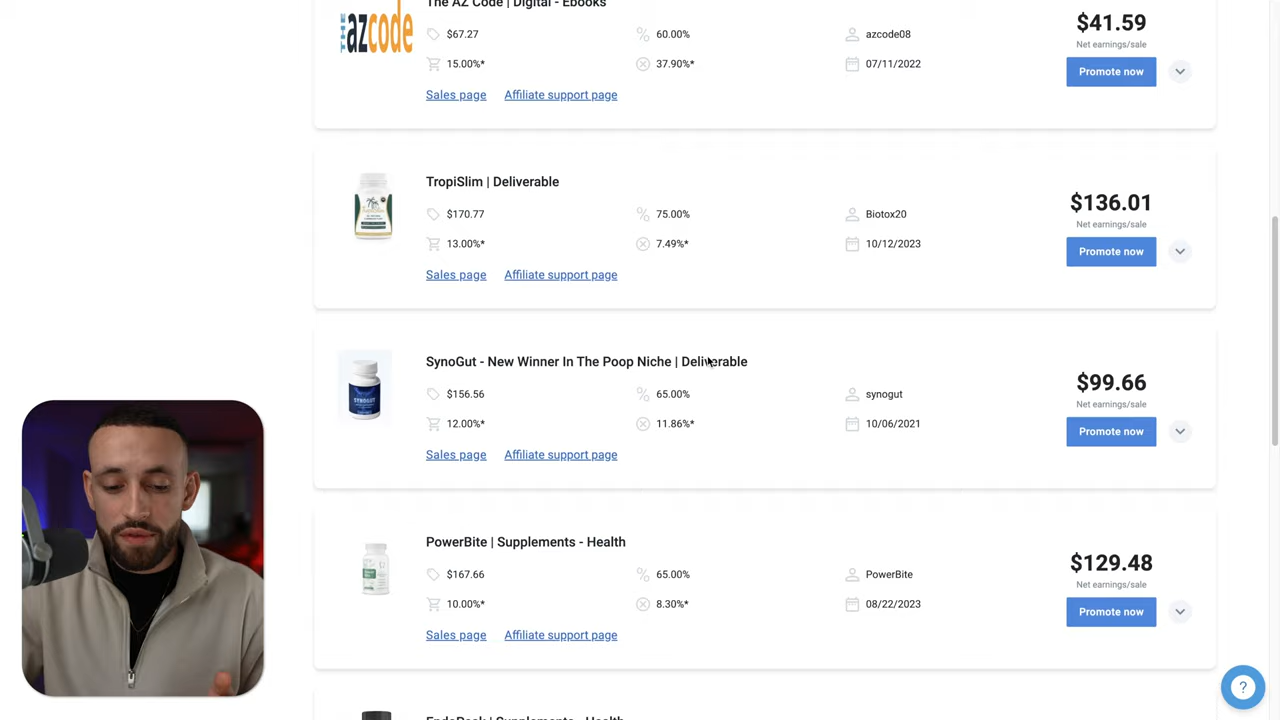 The AZ Code | Digital - Ebooks
THE azcode
$67.27
60.00%
azcode08
$41.59
Net earnings/sale
15.00%*
37.90%*
07/11/2022
Promote now
Sales page
Affiliate support page
TropiSlim | Deliverable
$170.77
75.00%
Biotox20
$136.01
Net earnings/sale
13.00%*
7.49%*
10/12/2023
Promote now
Sales page
Affiliate support page
SynoGut - New Winner In The Poop Niche | Deliverable
SYNOGUT
$156.56
65.00%
synogut
$99.66
Net earnings/sale
12.00%*
11.86%*
10/06/2021
Promote now
Sales page
Affiliate support page
PowerBite | Supplements - Health
$167.66
65.00%
PowerBite
$129.48
Net earnings/sale
10.00%*
8.30%*
08/22/2023
Promote now
Sales page
Affiliate support page
?